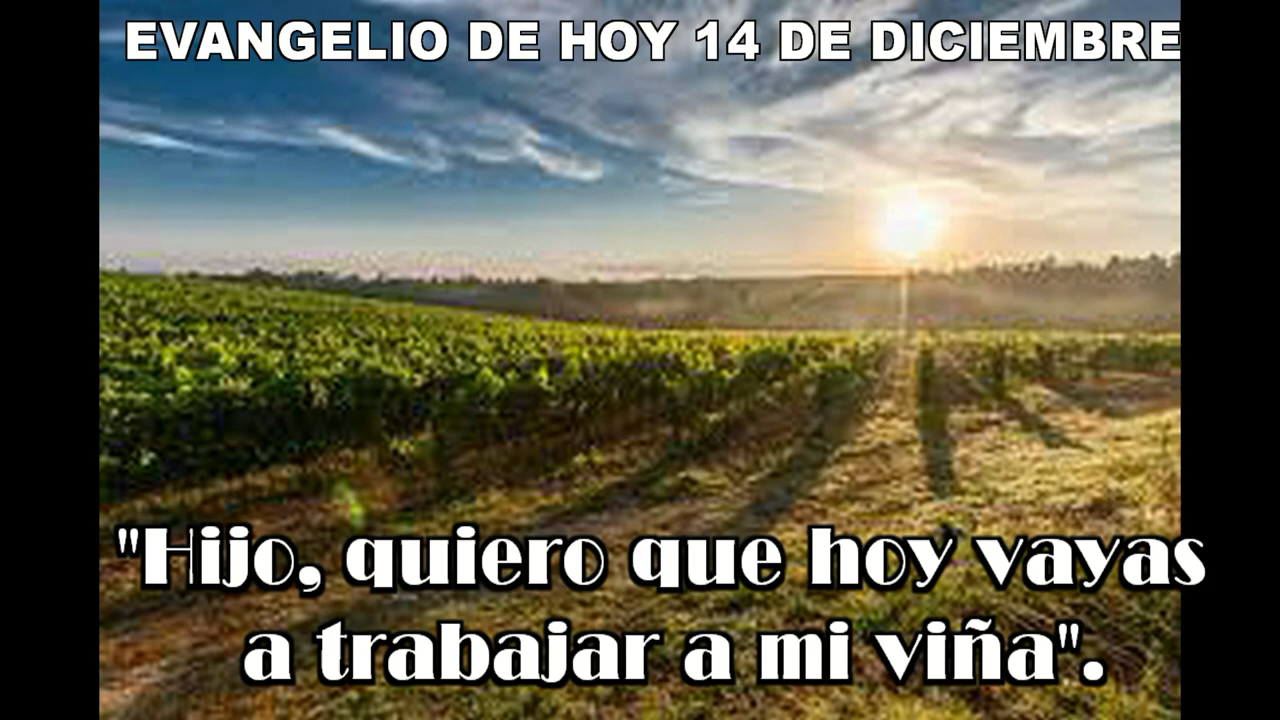 EVANGELIO DE HOY 14 DE DICIEMBRE
"Hijo, quiero que hoy vayas
a trabajar a mi viña".